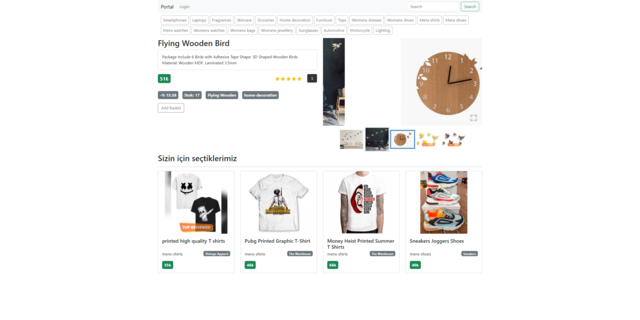 Portal Login Search Search
Smartphones Laptops Fragrances Skincare Groceries Home decoration Furniture Tops Womens dresses Womens shoes Mens shirts Mens shoes
Mens watches Womens watches Womens bags Womens jewellery Sunglasses Automotive Motorcycle Lighting
Flying Wooden Bird
Package Include 6 Birds with Adhesive Tape Shape: 3D Shaped Wooden Birds
Material: Wooden MDF, Laminated 3.5mm
51$
5
-%: 15.58 Stok: 17 Flying Wooden home-decoration
Add Basket
Sizin için seçtiklerimiz
TOP REVIEWED
printed high quality T shirts
mens-shirts Vintage Apparel
35$
Pubg Printed Graphic T-Shirt
mens-shirts The Warehouse
46$
Money Heist Printed Summer
T Shirts
mens-shirts The Warehouse
66$
Sneakers Joggers Shoes
mens-shoes Sneakers
40$